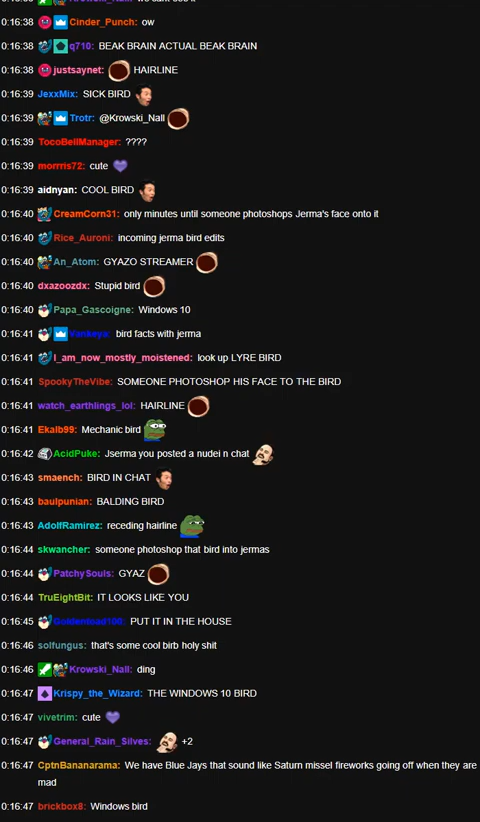 0:16:38 Cinder_Punch: ow
0:16:38 q710: BEAK BRAIN ACTUAL BEAK BRAIN
0:16:38 justsaynet: HAIRLINE
0:16:39 JexxMix: SICK BIRD
0:16:39 Trotr: @Krowski_Nall
0:16:39 TocoBellManager: ????
0:16:39 morrris72: cute
0:16:39 aidnyan: COOL BIRD
0:16:40 CreamCorn31: only minutes until someone photoshops Jerma's face onto it
0:16:40 Rice_Auroni: incoming jerma bird edits
0:16:40 An_Atom: GYAZO STREAMER
0:16:40 dxazoozdx: Stupid bird
0:16:40 Papa_Gascoigne: Windows 10
0:16:41 bird facts with jerma
0:16:41 I_am_now_mostly_moistened: look up LYRE BIRD
0:16:41 SpookyTheVibe: SOMEONE PHOTOSHOP HIS FACE TO THE BIRD
0:16:41 watch_earthlings_lol: HAIRLINE
0:16:41 Ekalb99: Mechanic bird
0:16:42 AcidPuke: Jserma you posted a nudei n chat
0:16:43 smaench: BIRD IN CHAT
0:16:43 baulpunian: BALDING BIRD
0:16:43 AdolfRamirez: receding hairline
0:16:44 skwancher: someone photoshop that bird into jermas
0:16:44 PatchySouls: GYAZ
0:16:44 TruEightBit: IT LOOKS LIKE YOU
0:16:45 PUT IT IN THE HOUSE
0:16:46 solfungus: that's some cool birb holy shit
0:16:46 Krowski_Nall: ding
0:16:47 Krispy_the_Wizard: THE WINDOWS 10 BIRD
0:16:47 vivetrim: cute
0:16:47 General_Rain_Silves: +2
0:16:47 CptnBananarama: We have Blue Jays that sound like Saturn missel fireworks going off when they are
mad
0:16:47 brickbox8: Windows bird